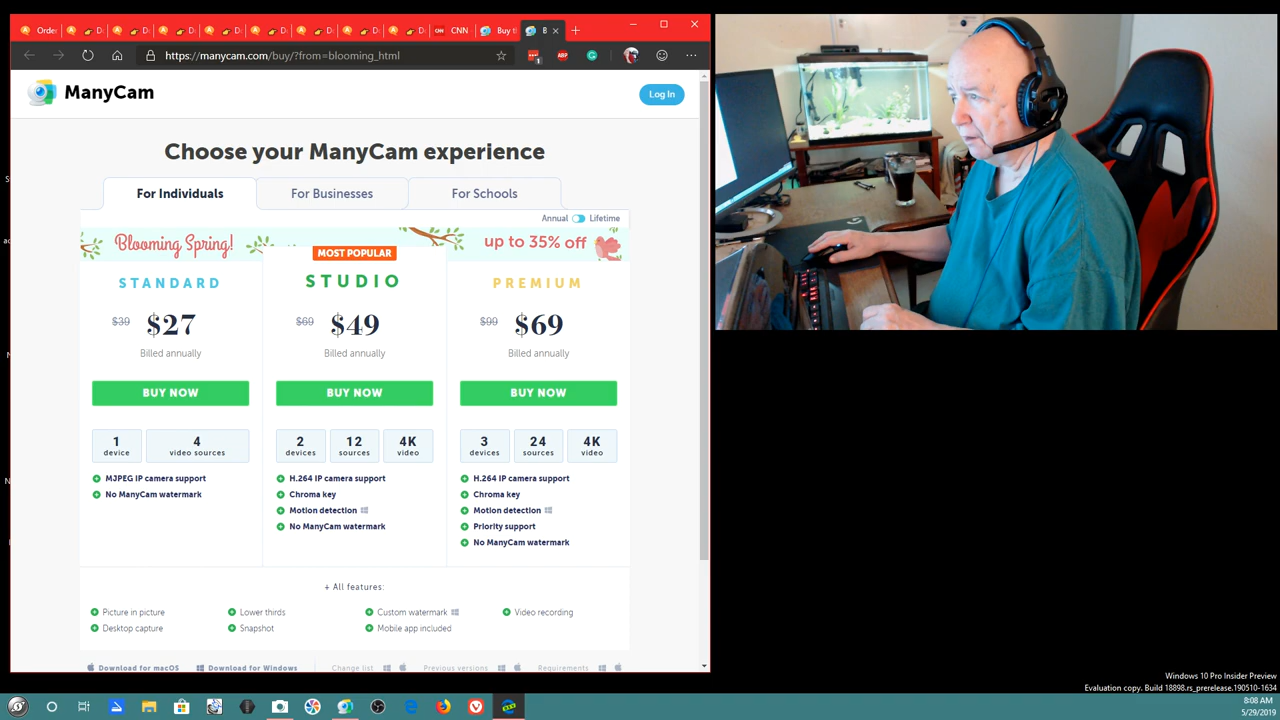 Orde
CNN
Buy t
B
https://manycam.com/buy/?from=blooming_html
ABP
1
ManyCam
Log In
Choose your ManyCam experience
For Individuals
For Businesses
For Schools
Annual
Lifetime
Blooming Spring!
up to 35% off
MOST POPULAR
STANDARD
STUDIO
PREMIUM
$39 $27
$69 $49
$99 $69
Billed annually
Billed annually
Billed annually
BUY NOW
BUY NOW
BUY NOW
1 device
4 video sources
2 devices
12 sources
4K video
3 devices
24 sources
4K video
MJPEG IP camera support
No ManyCam watermark
H.264 IP camera support
Chroma key
Motion detection
No ManyCam watermark
H.264 IP camera support
Chroma key
Motion detection
Priority support
No ManyCam watermark
+ All features:
Picture in picture
Lower thirds
Custom watermark
Video recording
Desktop capture
Snapshot
Mobile app included
Download for macOS
Download for Windows
Change list
Previous versions
Requirements
Windows 10 Pro Insider Preview
Evaluation copy. Build 18898.rs_prerelease.190510-1634
8:08 AM
5/29/2019